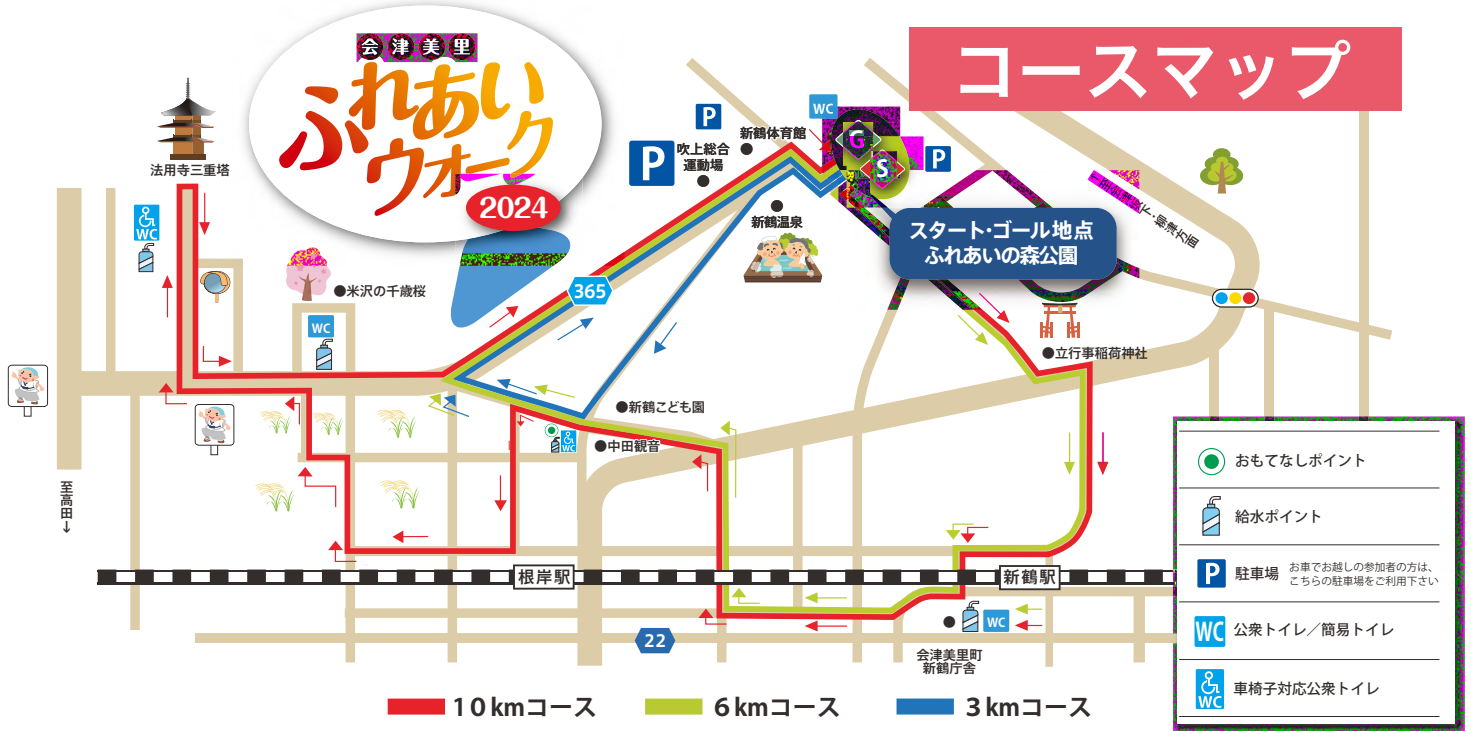 会津美里
ふれあい
ウォーク
2024
コースマップ
法用寺三重塔
WC
P
P
吹上総合
運動場
新鶴体育館
WC
G
S
P
スタート・ゴール地点
ふれあいの森公園
下・柳津方面
新鶴温泉
365
米沢の千歳桜
WC
立行事稲荷神社
新鶴こども園
WC
中田観音
至高田→
根岸駅
新鶴駅
WC
会津美里町
新鶴庁舎
22
おもてなしポイント
給水ポイント
P 駐車場 お車でお越しの参加者の方は、
こちらの駐車場をご利用下さい
WC 公衆トイレ／簡易トイレ
WC 車椅子対応公衆トイレ
10kmコース
6kmコース
3kmコース